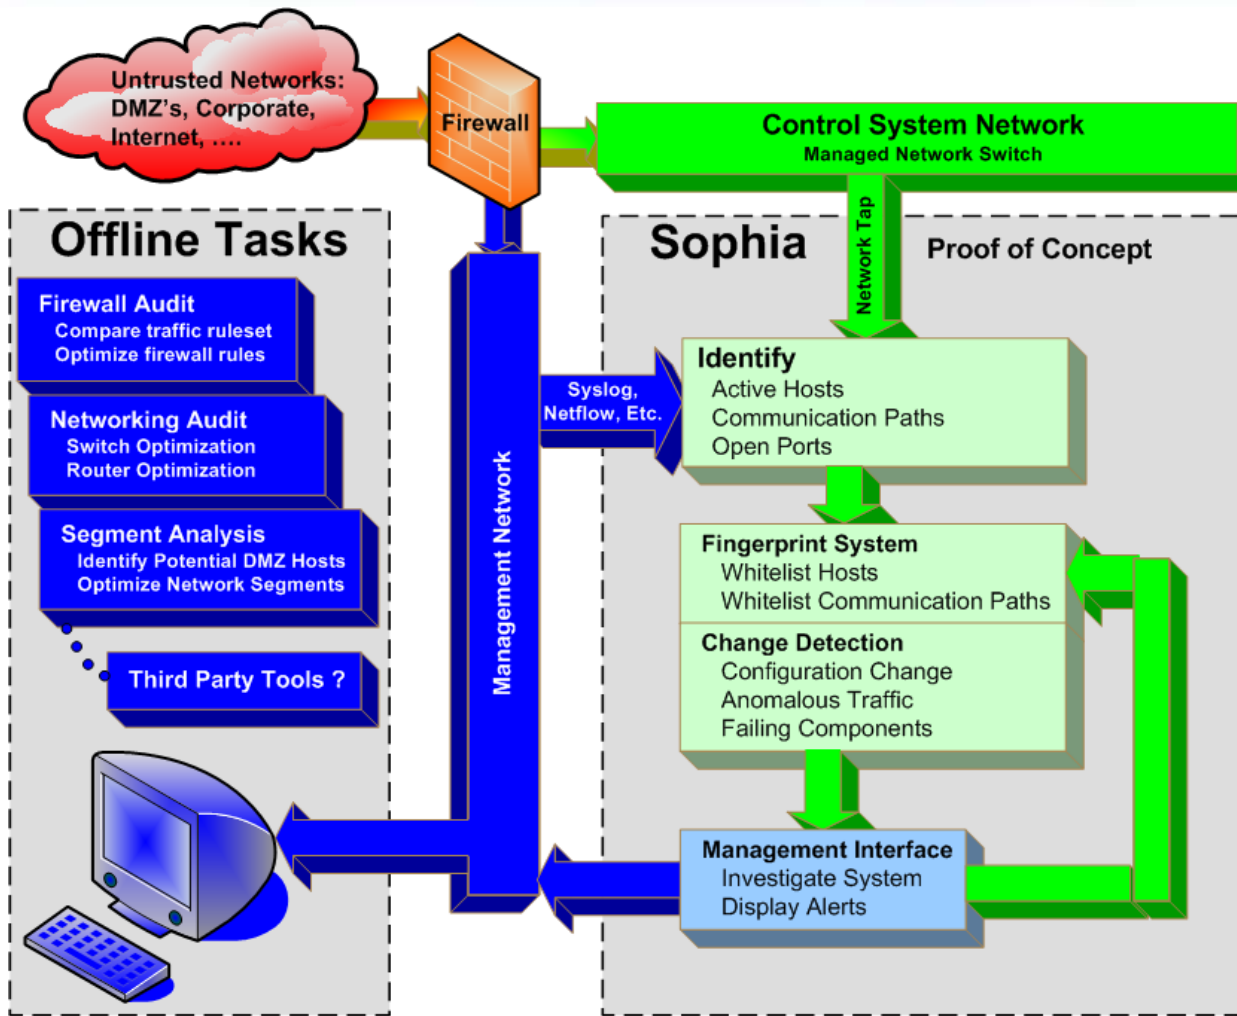 Untrusted Networks:
DMZ's, Corporate,
Internet, ....
Firewall
Control System Network
Managed Network Switch
Network Tap
Offline Tasks
Firewall Audit
Compare traffic ruleset
Optimize firewall rules
Networking Audit
Switch Optimization
Router Optimization
Segment Analysis
Identify Potential DMZ Hosts
Optimize Network Segments
Third Party Tools ?
Management Network
Syslog,
Netflow, Etc.
Sophia
Proof of Concept
Identify
Active Hosts
Communication Paths
Open Ports
Fingerprint System
Whitelist Hosts
Whitelist Communication Paths
Change Detection
Configuration Change
Anomalous Traffic
Failing Components
Management Interface
Investigate System
Display Alerts